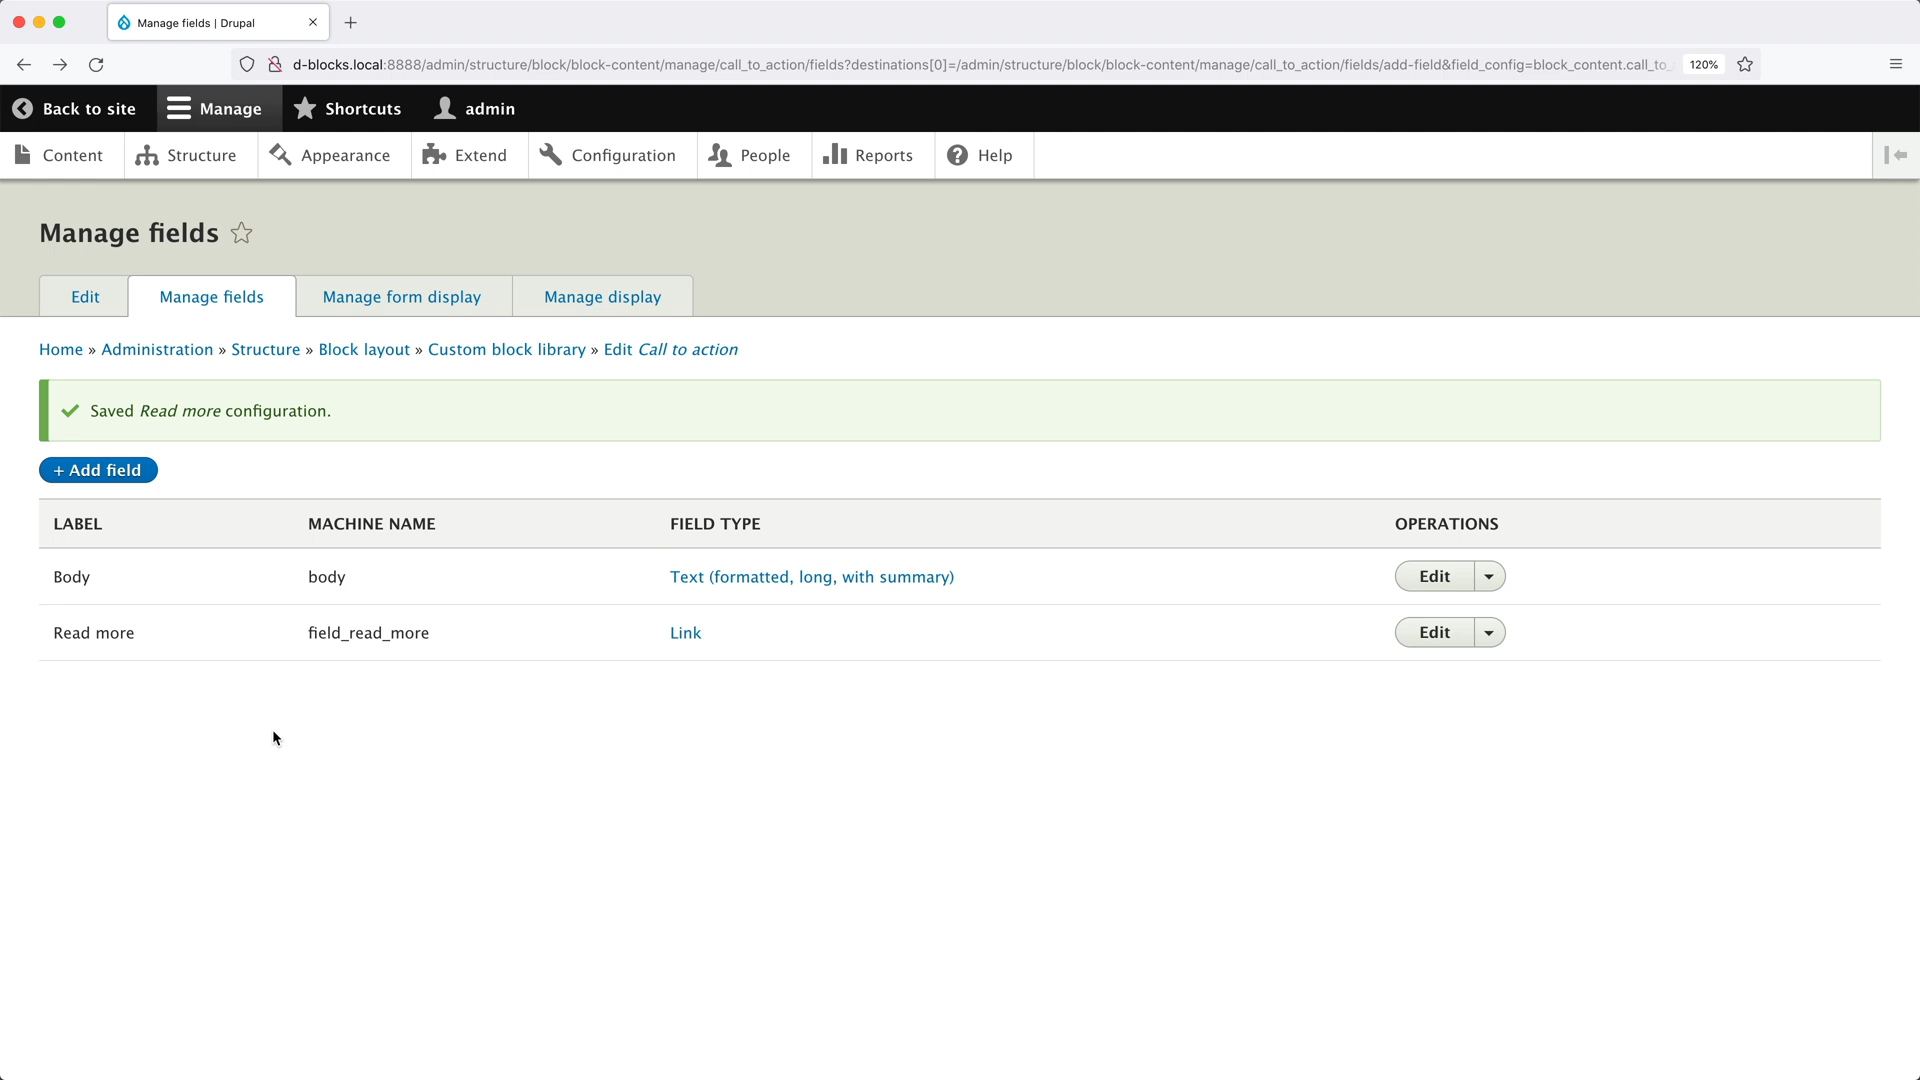 Manage fields | Drupal
d-blocks.local:8888/admin/structure/block/block-content/manage/call_to_action/fields?destinations[0]=/admin/structure/block/block-content/manage/call_to_action/fields/add-field&field_config=block_content.call_to_
120%
Back to site Manage Shortcuts admin
Content Structure Appearance Extend Configuration People Reports Help
Manage fields
Edit Manage fields Manage form display Manage display
Home » Administration » Structure » Block layout » Custom block library » Edit Call to action
Saved Read more configuration.
+ Add field
LABEL MACHINE NAME FIELD TYPE OPERATIONS
Body body Text (formatted, long, with summary) Edit
Read more field_read_more Link Edit